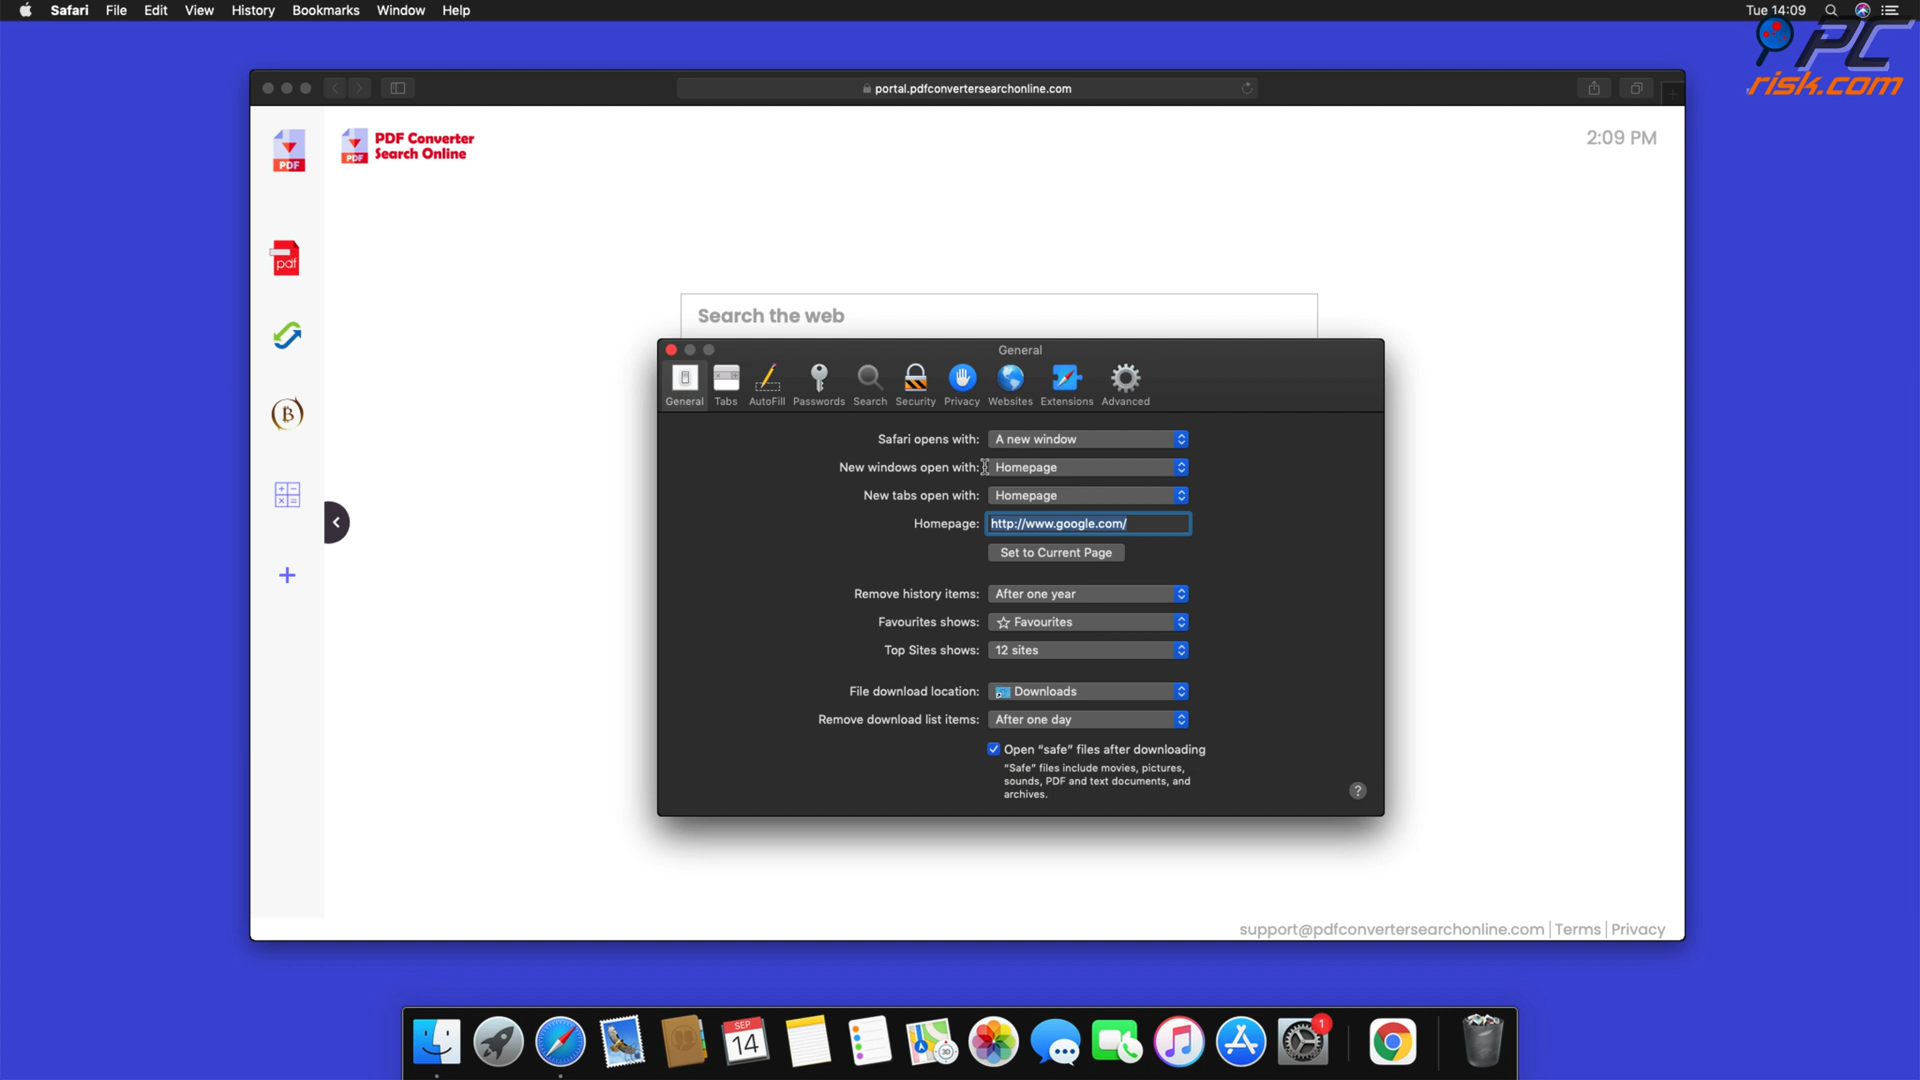 Safari File Edit View History Bookmarks Window Help
Tue 14:09
PC
risk.com
portal.pdfconvertersearchonline.com
PDF
PDF
PDF Converter
Search Online
2:09 PM
pdf
Search the web
General
General Tabs AutoFill Passwords Search Security Privacy Websites Extensions Advanced
Safari opens with: A new window
New windows open with: Homepage
New tabs open with: Homepage
Homepage: http://www.google.com/
Set to Current Page
Remove history items: After one year
Favourites shows: Favourites
Top Sites shows: 12 sites
File download location: Downloads
Remove download list items: After one day
Open “safe” files after downloading
“Safe” files include movies, pictures,
sounds, PDF and text documents, and
archives.
?
support@pdfconvertersearchonline.com | Terms | Privacy
SEP
14
1